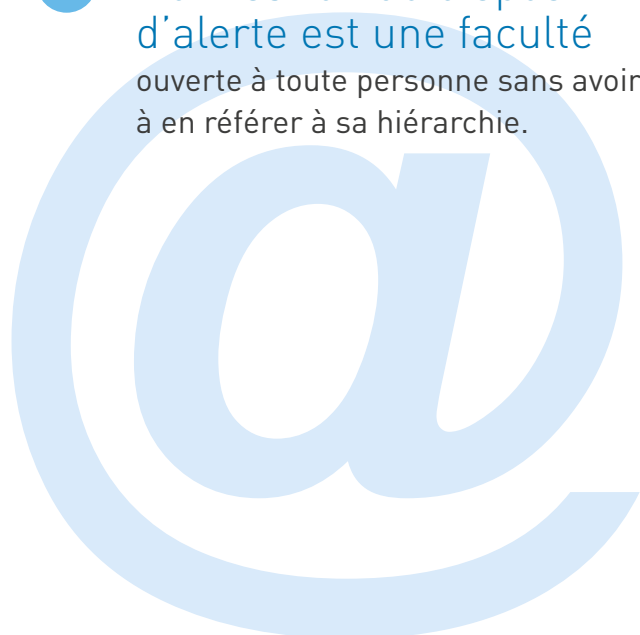 d’alerte est une faculté
ouverte à toute personne sans avoir
à en référer à sa hiérarchie.